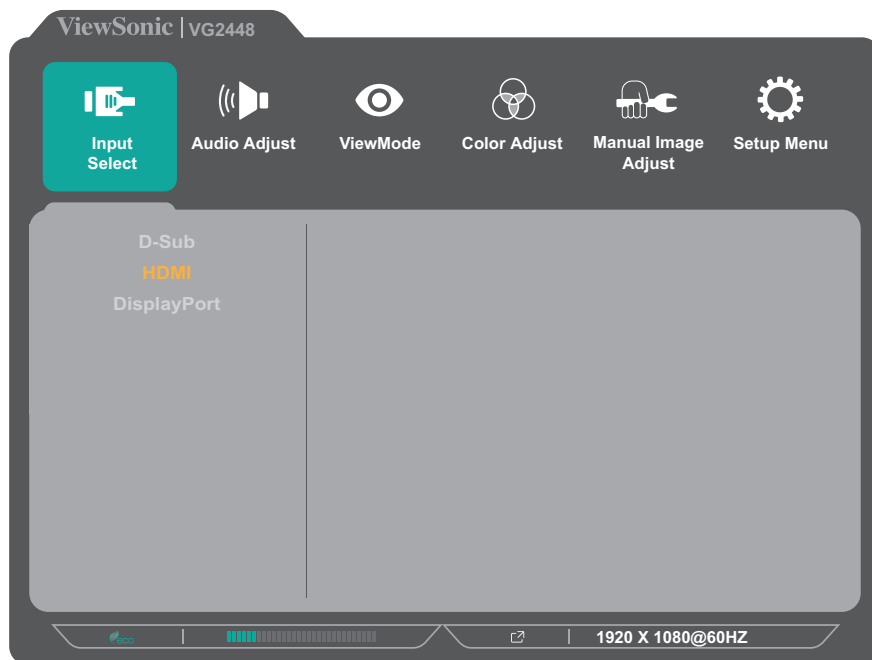 ViewSonic | VG2448
Input
Select
Audio Adjust
ViewMode
Color Adjust
Manual Image
Adjust
Setup Menu
D-Sub
HDMI
DisplayPort
eco
1920 X 1080@60HZ